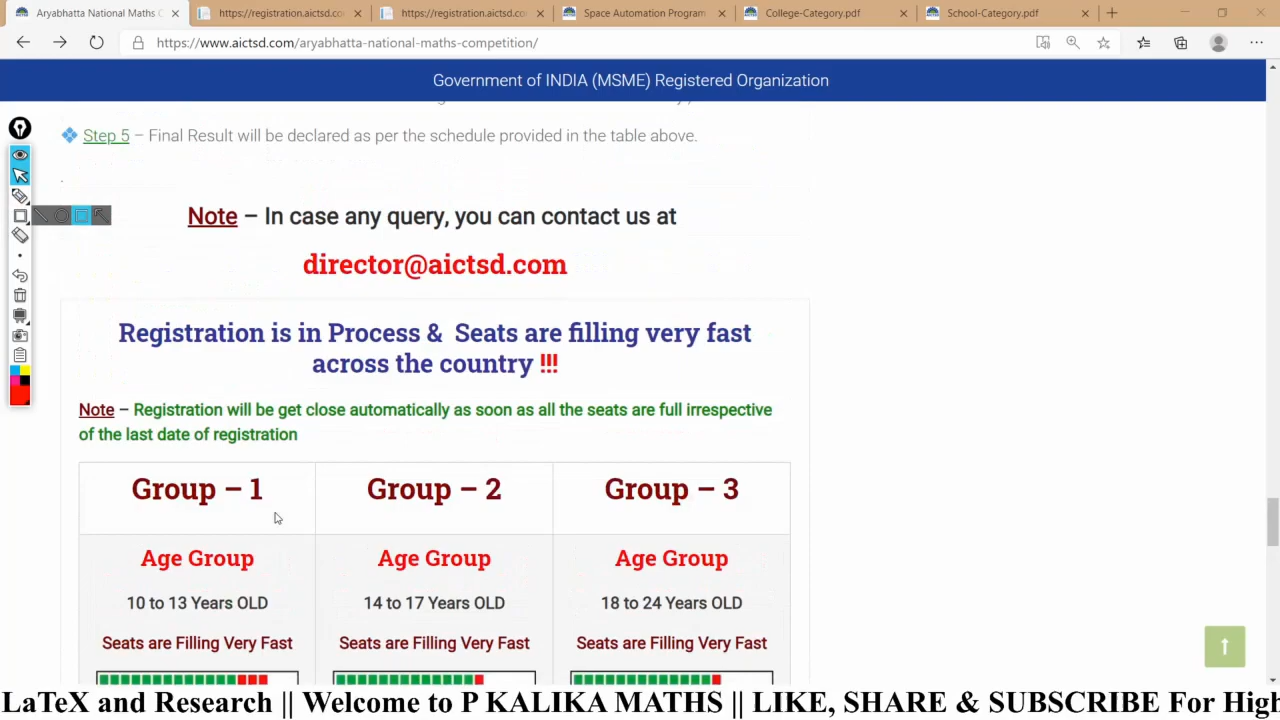 Aryabhatta National Maths C
https://registration.aictsd.com/
https://registration.aictsd.com/
Space Automation Program
College-Category.pdf
School-Category.pdf
https://www.aictsd.com/aryabhatta-national-maths-competition/
Government of INDIA (MSME) Registered Organization
Step 5 – Final Result will be declared as per the schedule provided in the table above.
.
Note – In case any query, you can contact us at
director@aictsd.com
Registration is in Process & Seats are filling very fast
across the country !!!
Note – Registration will be get close automatically as soon as all the seats are full irrespective
of the last date of registration
Group – 1
Group – 2
Group – 3
Age Group
Age Group
Age Group
10 to 13 Years OLD
14 to 17 Years OLD
18 to 24 Years OLD
Seats are Filling Very Fast
Seats are Filling Very Fast
Seats are Filling Very Fast
LaTeX and Research || Welcome to P KALIKA MATHS || LIKE, SHARE & SUBSCRIBE For High